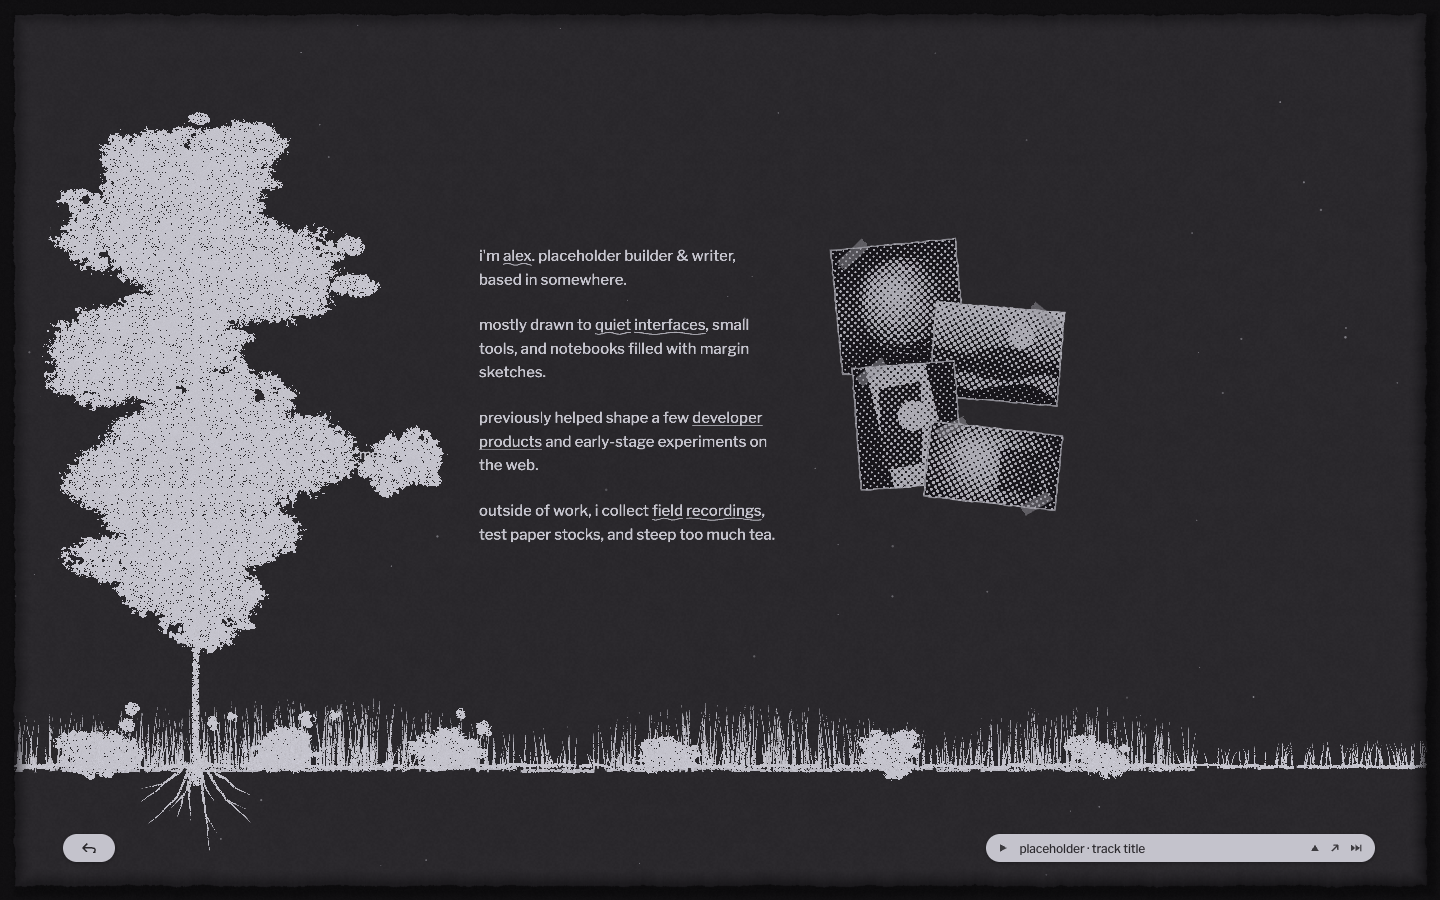 i'm alex. placeholder builder & writer,
based in somewhere.
mostly drawn to quiet interfaces, small
tools, and notebooks filled with margin
sketches.
previously helped shape a few developer
products and early-stage experiments on
the web.
outside of work, i collect field recordings,
test paper stocks, and steep too much tea.
placeholder · track title